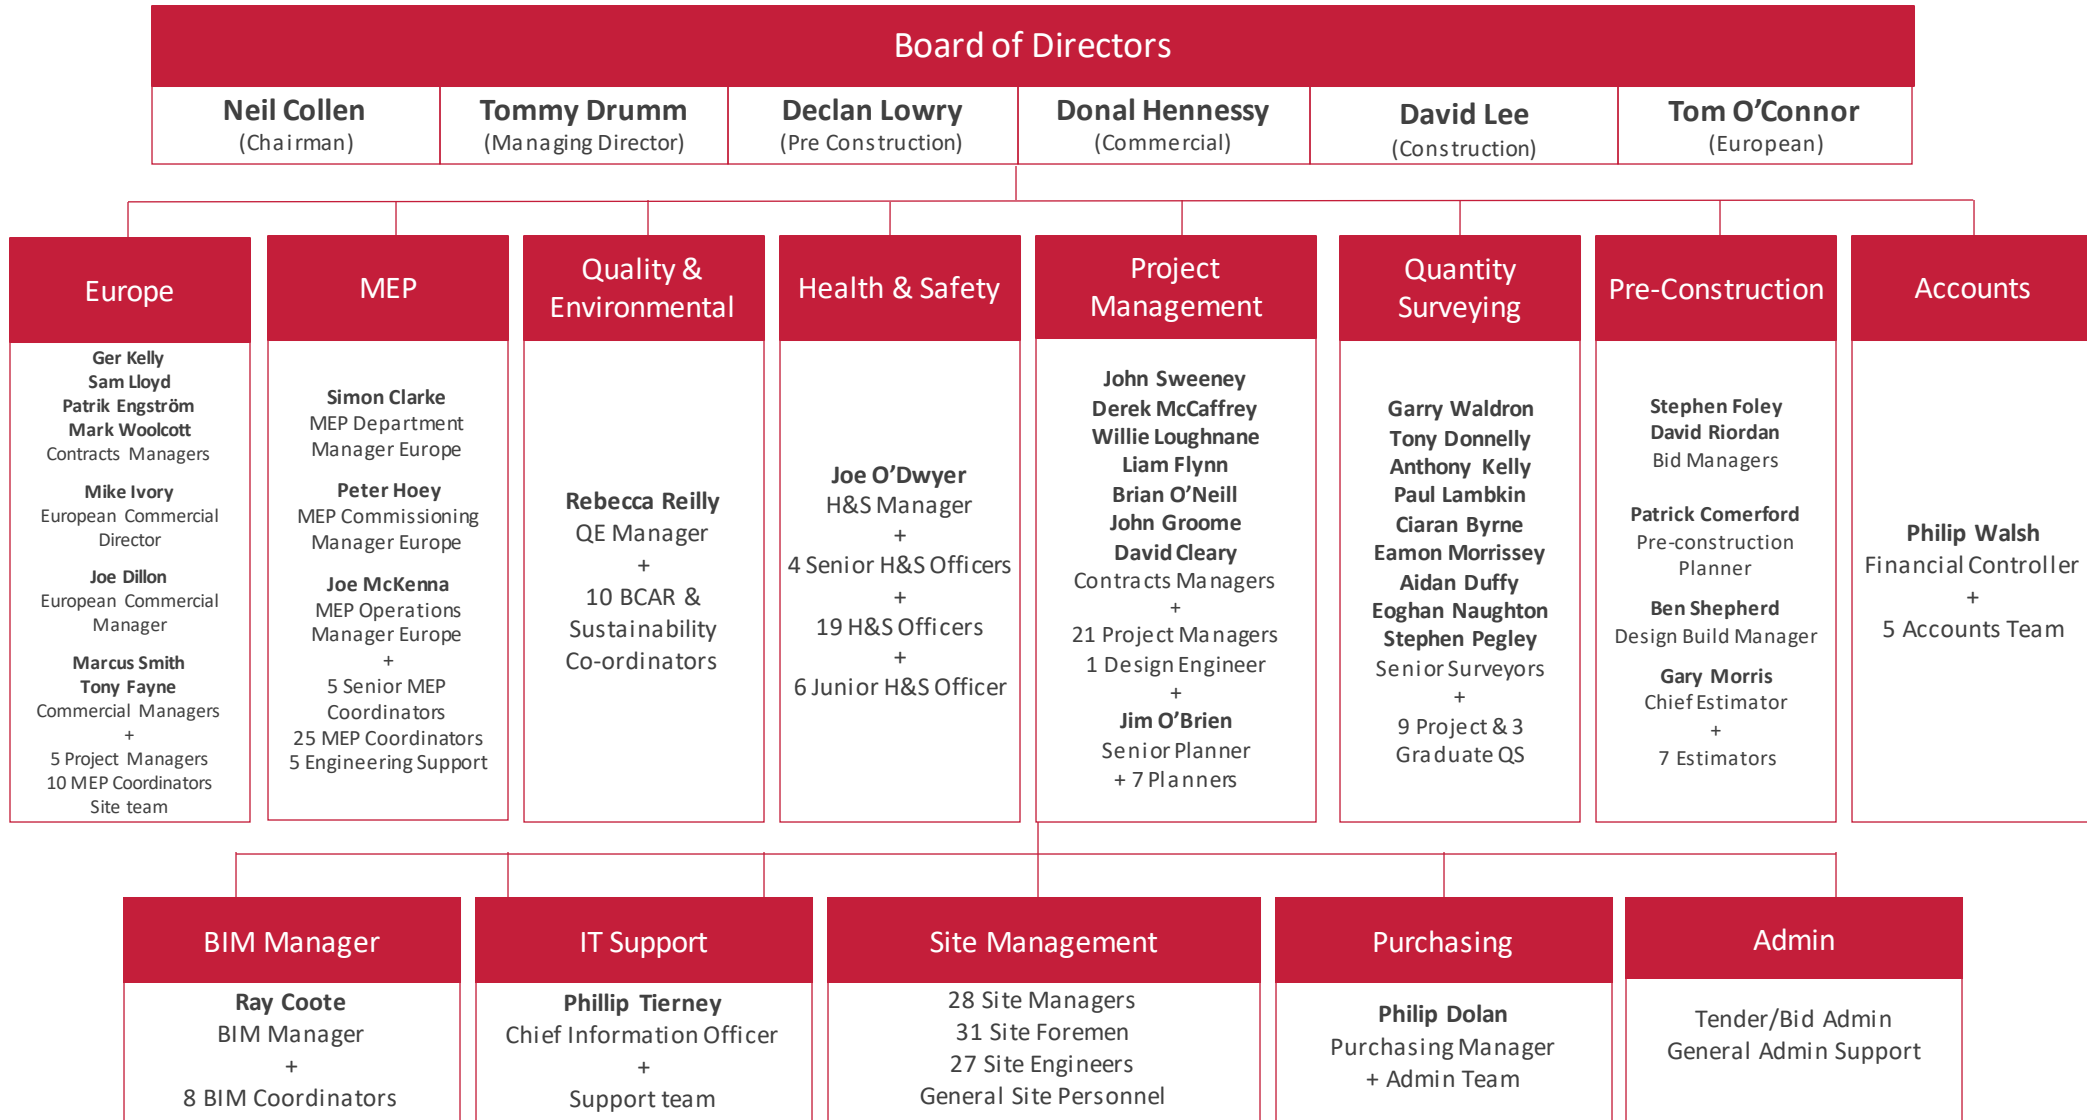 Board of Directors
Neil Collen
(Chairman)
Tommy Drumm
(Managing Director)
Declan Lowry
(Pre Construction)
Donal Hennessy
(Commercial)
David Lee
(Construction)
Tom O’Connor
(European)
Europe
Ger Kelly
Sam Lloyd
Patrik Engström
Mark Woolcott
Contracts Managers
Mike Ivory
European Commercial
Director
Joe Dillon
European Commercial
Manager
Marcus Smith
Tony Fayne
Commercial Managers
+
5 Project Managers
10 MEP Coordinators
Site team
MEP
Simon Clarke
MEP Department
Manager Europe
Peter Hoey
MEP Commissioning
Manager Europe
Joe McKenna
MEP Operations
Manager Europe
+
5 Senior MEP
Coordinators
25 MEP Coordinators
5 Engineering Support
Quality &
Environmental
Rebecca Reilly
QE Manager
+
10 BCAR &
Sustainability
Co-ordinators
Health & Safety
Joe O’Dwyer
H&S Manager
+
4 Senior H&S Officers
+
19 H&S Officers
+
6 Junior H&S Officer
Project
Management
John Sweeney
Derek McCaffrey
Willie Loughnane
Liam Flynn
Brian O’Neill
John Groome
David Cleary
Contracts Managers
+
21 Project Managers
1 Design Engineer
+
Jim O’Brien
Senior Planner
+ 7 Planners
Quantity
Surveying
Garry Waldron
Tony Donnelly
Anthony Kelly
Paul Lambkin
Ciaran Byrne
Eamon Morrissey
Aidan Duffy
Eoghan Naughton
Stephen Pegley
Senior Surveyors
+
9 Project & 3
Graduate QS
Pre-Construction
Stephen Foley
David Riordan
Bid Managers
Patrick Comerford
Pre-construction
Planner
Ben Shepherd
Design Build Manager
Gary Morris
Chief Estimator
+
7 Estimators
Accounts
Philip Walsh
Financial Controller
+
5 Accounts Team
BIM Manager
Ray Coote
BIM Manager
+
8 BIM Coordinators
IT Support
Phillip Tierney
Chief Information Officer
+
Support team
Site Management
28 Site Managers
31 Site Foremen
27 Site Engineers
General Site Personnel
Purchasing
Philip Dolan
Purchasing Manager
+ Admin Team
Admin
Tender/Bid Admin
General Admin Support